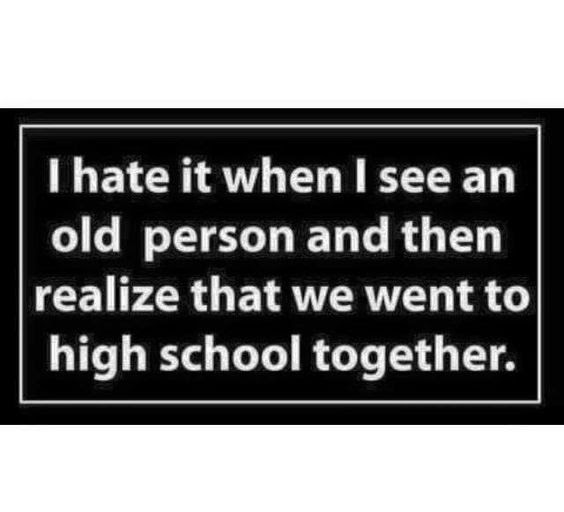 I hate it when I see an
old  person and then
realize that we went to
high school together.